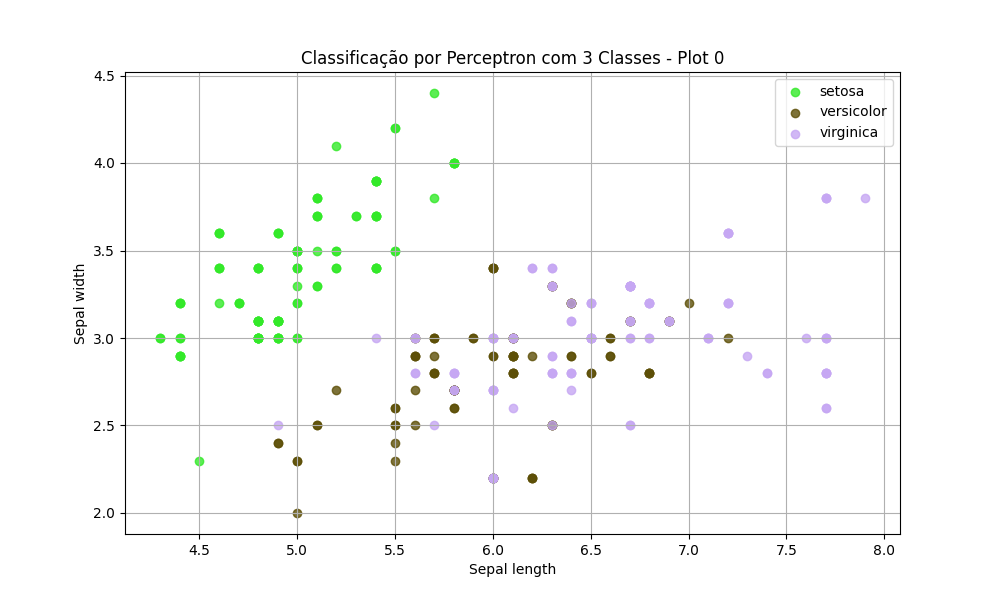 Classificação por Perceptron com 3 Classes - Plot 0
setosa
versicolor
virginica
Sepal width
4.5
4.0
3.5
3.0
2.5
2.0
4.5 5.0 5.5 6.0 6.5 7.0 7.5 8.0
Sepal length